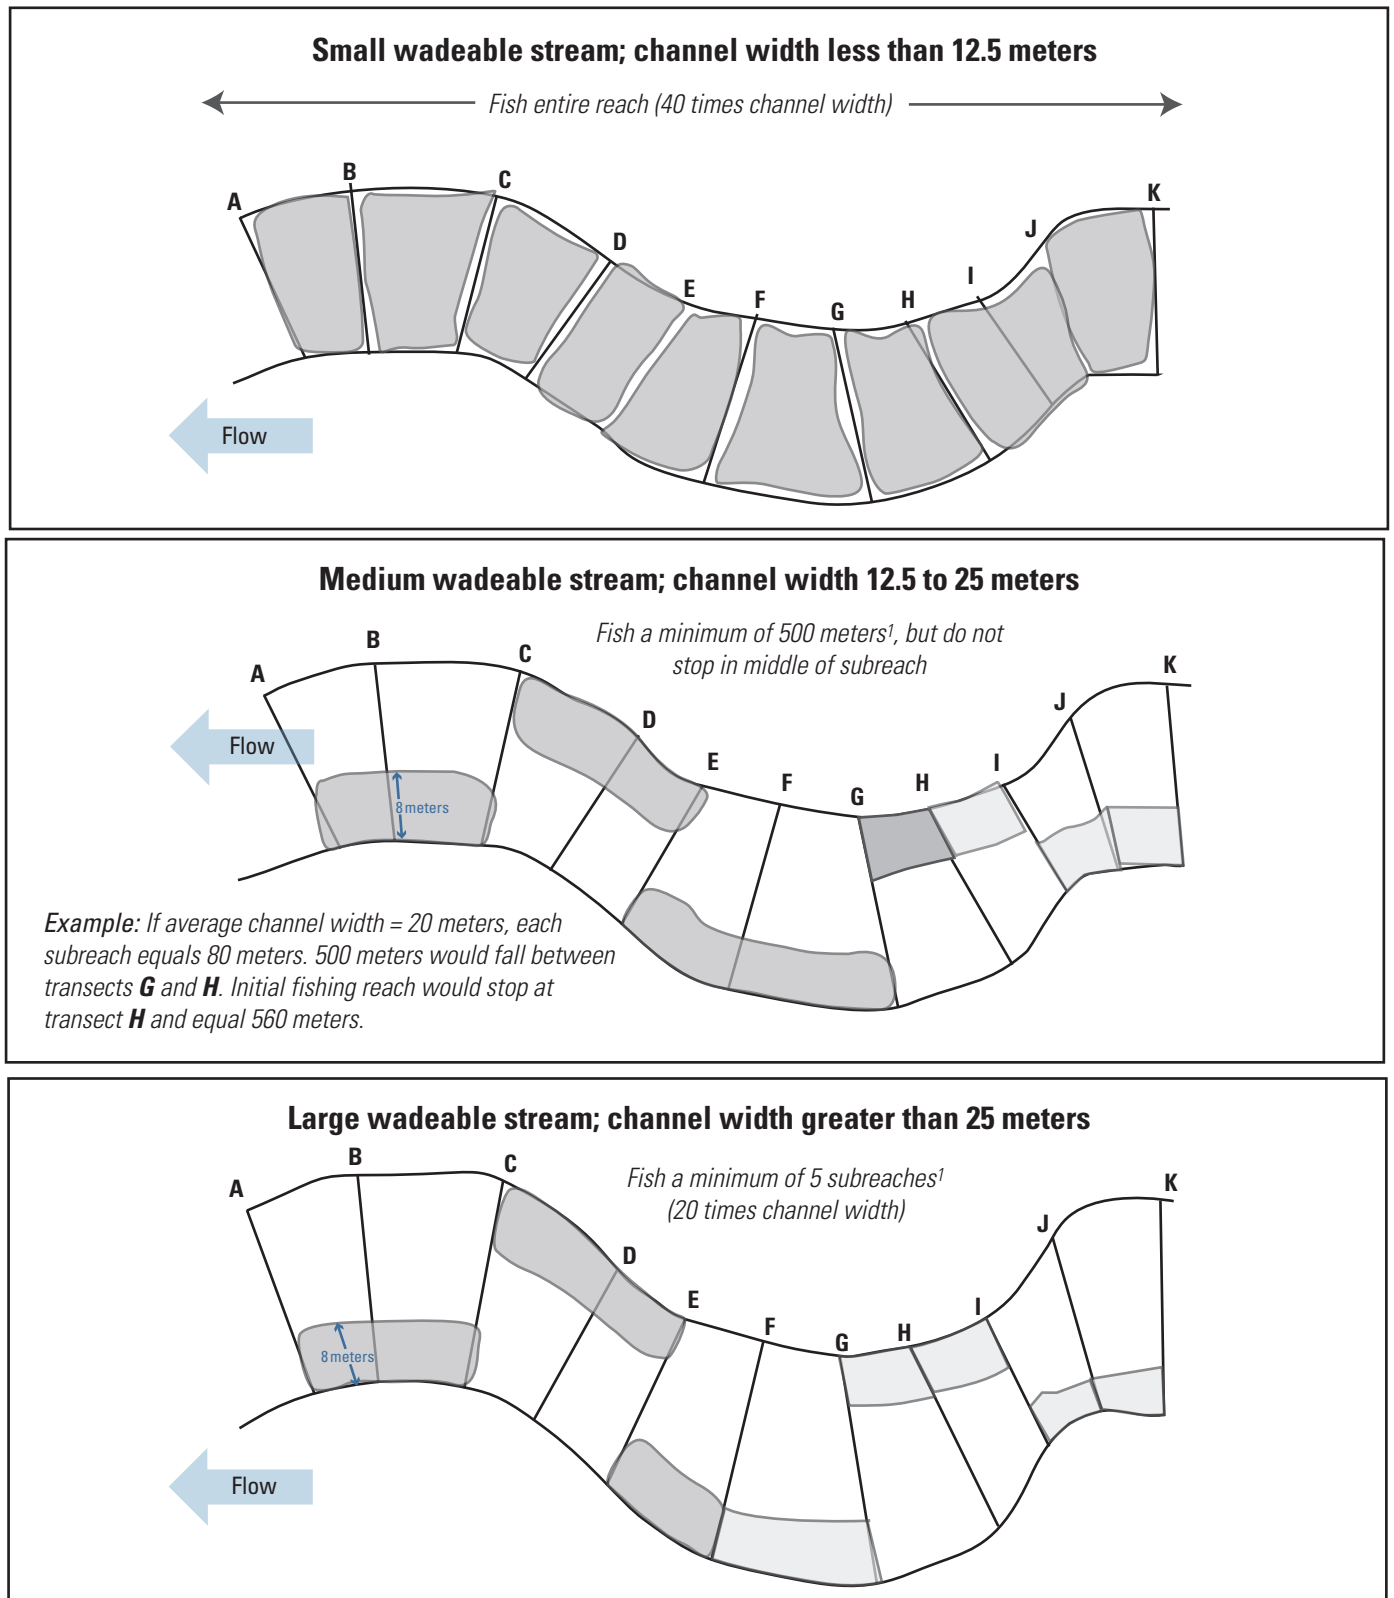 Small wadeable stream; channel width less than 12.5 meters
Fish entire reach (40 times channel width)
A
B
C
D
E
F
G
H
I
J
K
Flow
Medium wadeable stream; channel width 12.5 to 25 meters
Fish a minimum of 500 meters¹, but do not
stop in middle of subreach
A
B
C
D
E
F
G
H
I
J
K
Flow
8 meters
Example: If average channel width = 20 meters, each
subreach equals 80 meters. 500 meters would fall between
transects G and H. Initial fishing reach would stop at
transect H and equal 560 meters.
Large wadeable stream; channel width greater than 25 meters
Fish a minimum of 5 subreaches¹
(20 times channel width)
A
B
C
D
E
F
G
H
I
J
K
8 meters
Flow